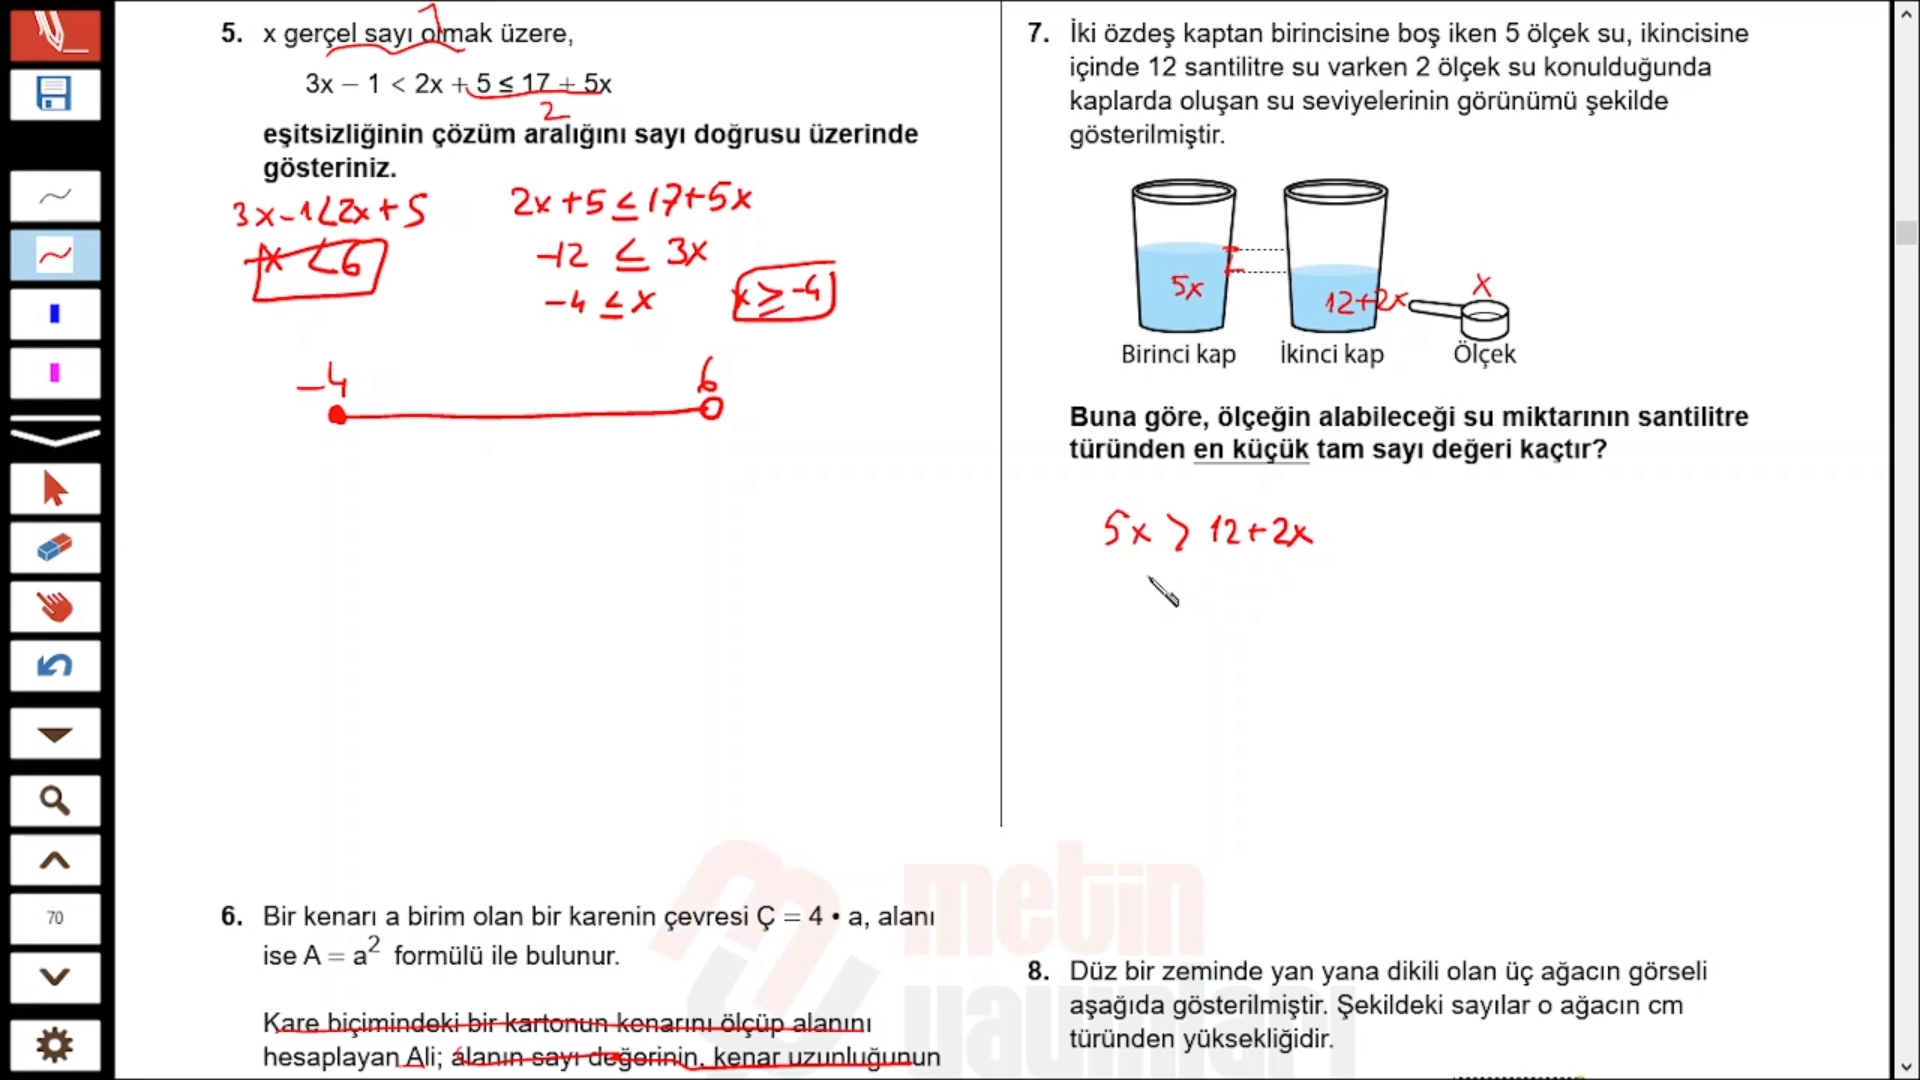 5. x gerçel sayı olmak üzere,
3x – 1 < 2x + 5 ≤ 17 + 5x
2
eşitsizliğinin çözüm aralığını sayı doğrusu üzerinde
gösteriniz.
3x-1<2x+5
x <6
2x+5≤17+5x
-12 ≤ 3x
-4 ≤ x
x ≥ -4
-4
6
6. Bir kenarı a birim olan bir karenin çevresi Ç = 4 • a, alanı
ise A = a² formülü ile bulunur.
Kare biçimindeki bir kartonun kenarını ölçüp alanını
hesaplayan Ali; alanın sayı değerinin, kenar uzunluğunun
7. İki özdeş kaptan birincisine boş iken 5 ölçek su, ikincisine
içinde 12 santilitre su varken 2 ölçek su konulduğunda
kaplarda oluşan su seviyelerinin görünümü şekilde
gösterilmiştir.
5x
12+2x
x
Birinci kap İkinci kap Ölçek
Buna göre, ölçeğin alabileceği su miktarının santilitre
türünden en küçük tam sayı değeri kaçtır?
5x > 12+2x
8. Düz bir zeminde yan yana dikili olan üç ağacın görseli
aşağıda gösterilmiştir. Şekildeki sayılar o ağacın cm
türünden yüksekliğidir.
metin
yayınları
70